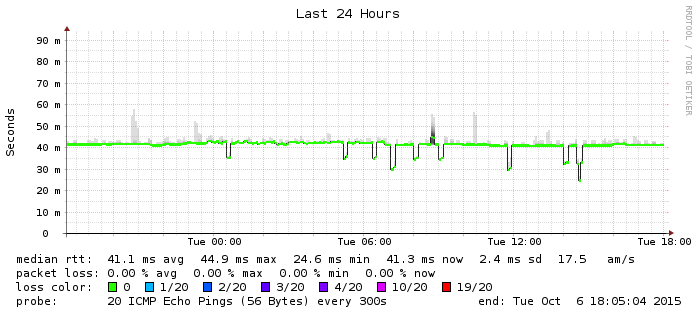 Last 24 Hours
RRDTOOL / TOBI OETIKER
Seconds
90 m
80 m
70 m
60 m
50 m
40 m
30 m
20 m
10 m
0
Tue 00:00 Tue 06:00 Tue 12:00 Tue 18:00
median rtt: 41.1 ms avg 44.9 ms max 24.6 ms min 41.3 ms now 2.4 ms sd 17.5 am/s
packet loss: 0.00 % avg 0.00 % max 0.00 % min 0.00 % now
loss color: 0 1/20 2/20 3/20 4/20 10/20 19/20
probe: 20 ICMP Echo Pings (56 Bytes) every 300s end: Tue Oct 6 18:05:04 2015